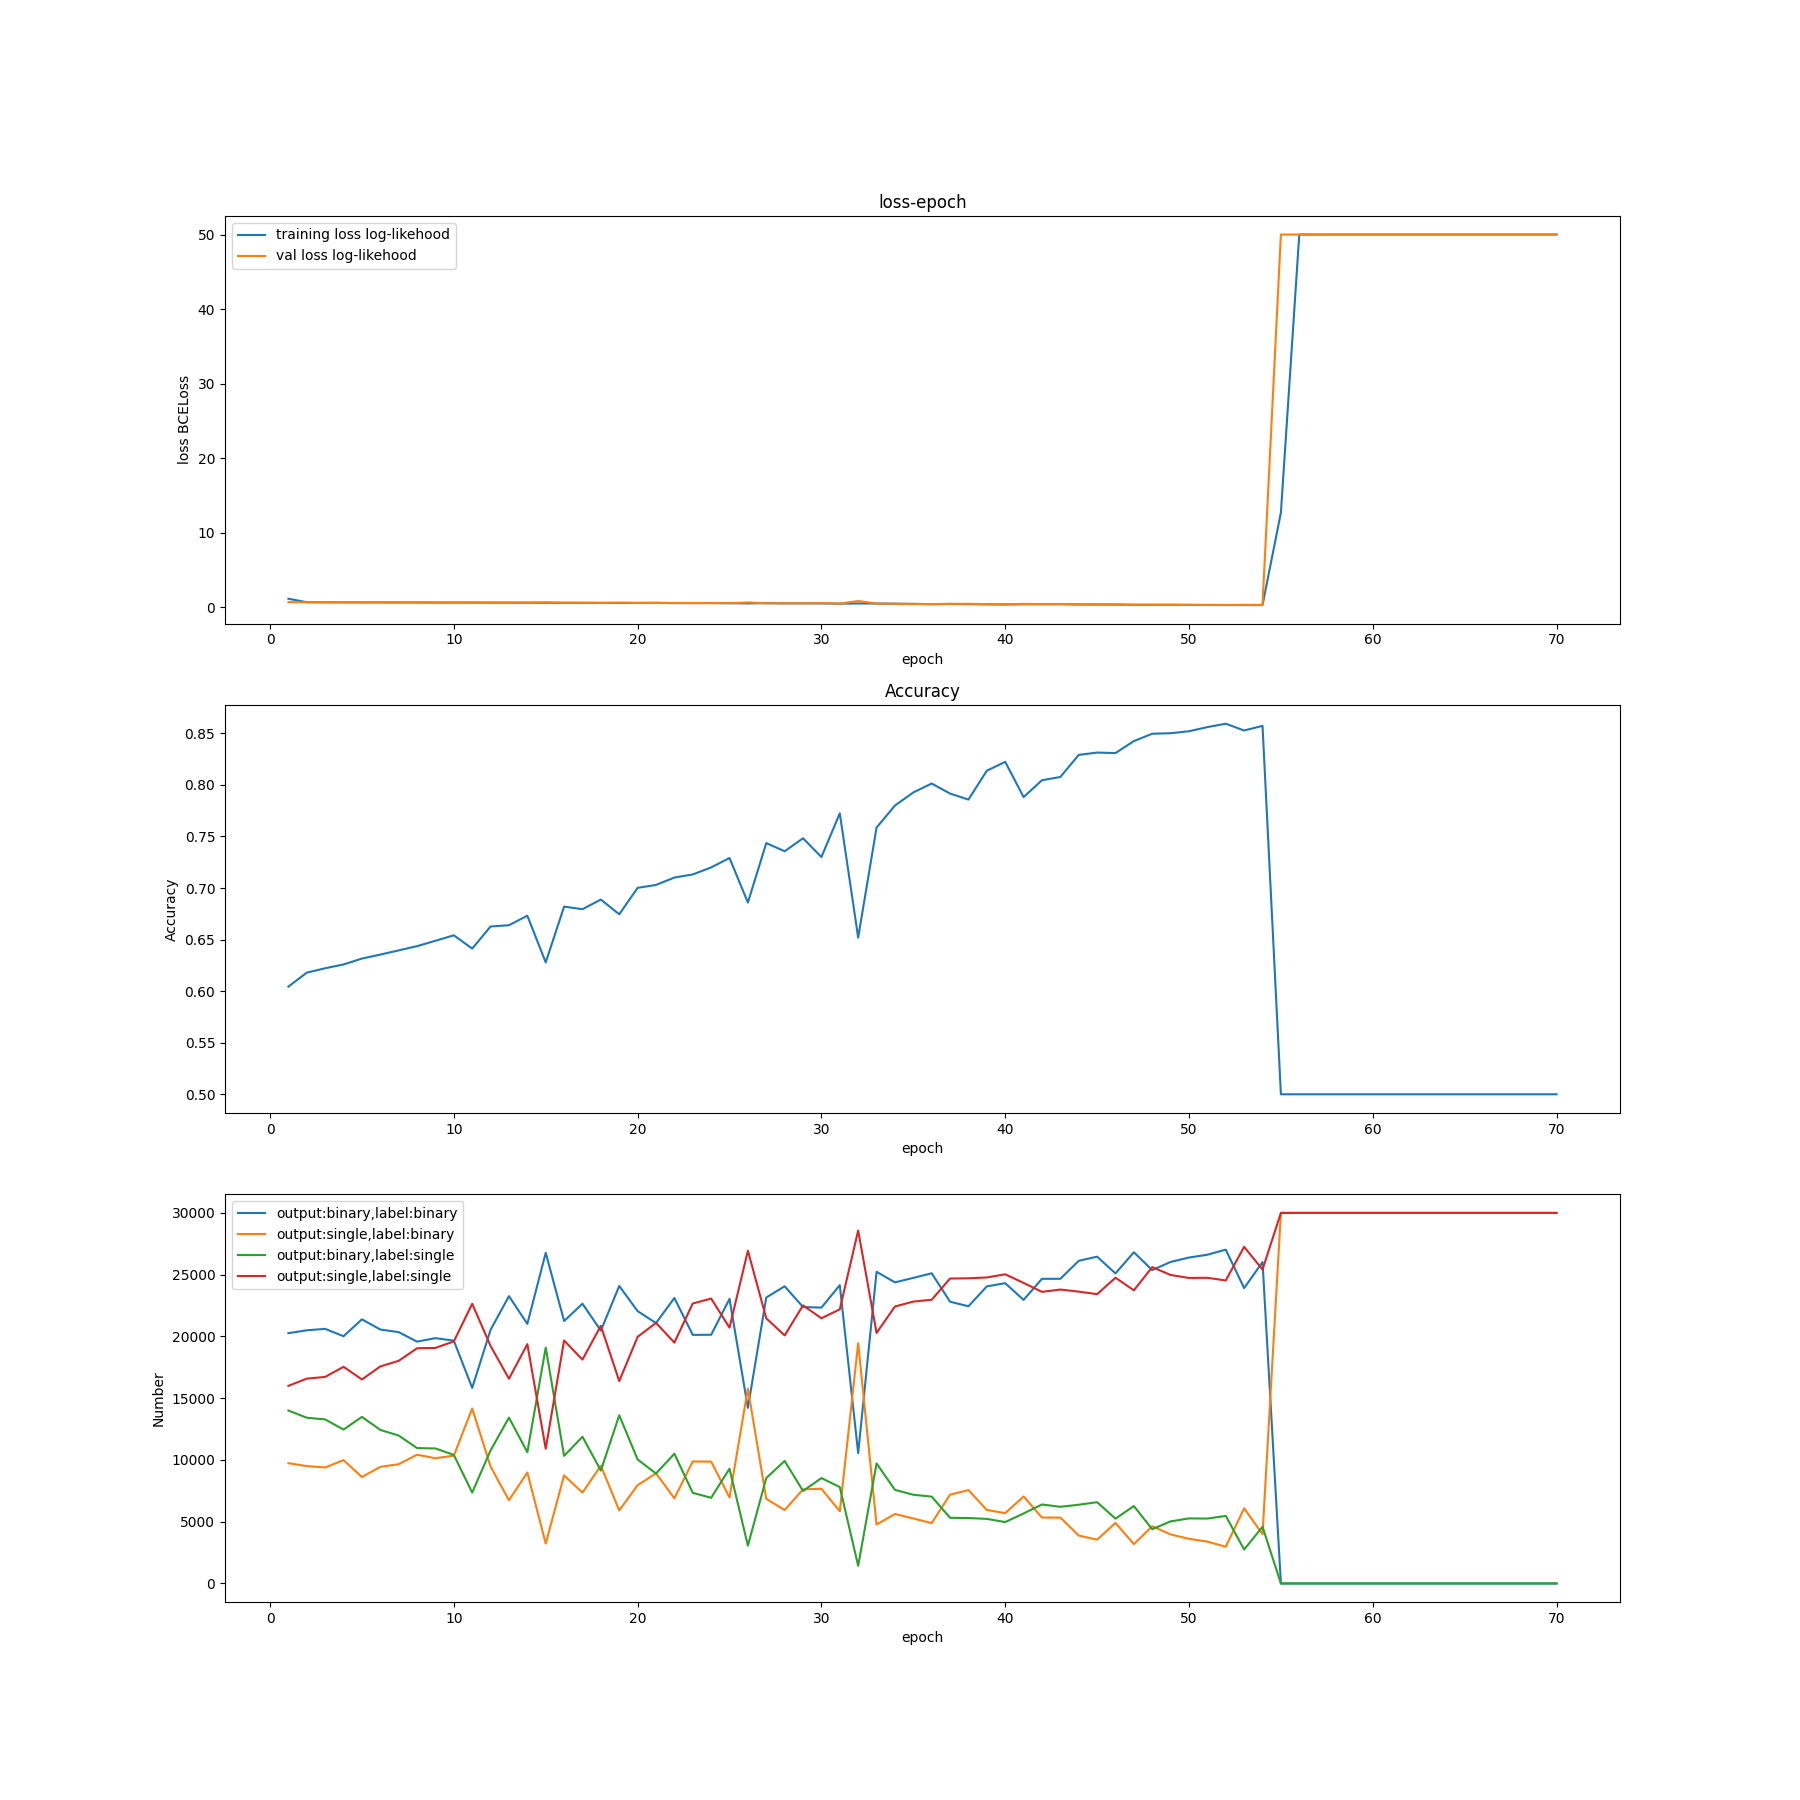 loss-epoch
training loss log-likehood
val loss log-likehood
50
40
30
20
10
0
loss BCELoss
0 10 20 30 40 50 60 70
epoch
Accuracy
0.85
0.80
0.75
0.70
0.65
0.60
0.55
0.50
Accuracy
0 10 20 30 40 50 60 70
epoch
output:binary,label:binary
output:single,label:binary
output:binary,label:single
output:single,label:single
30000
25000
20000
15000
10000
5000
0
Number
0 10 20 30 40 50 60 70
epoch